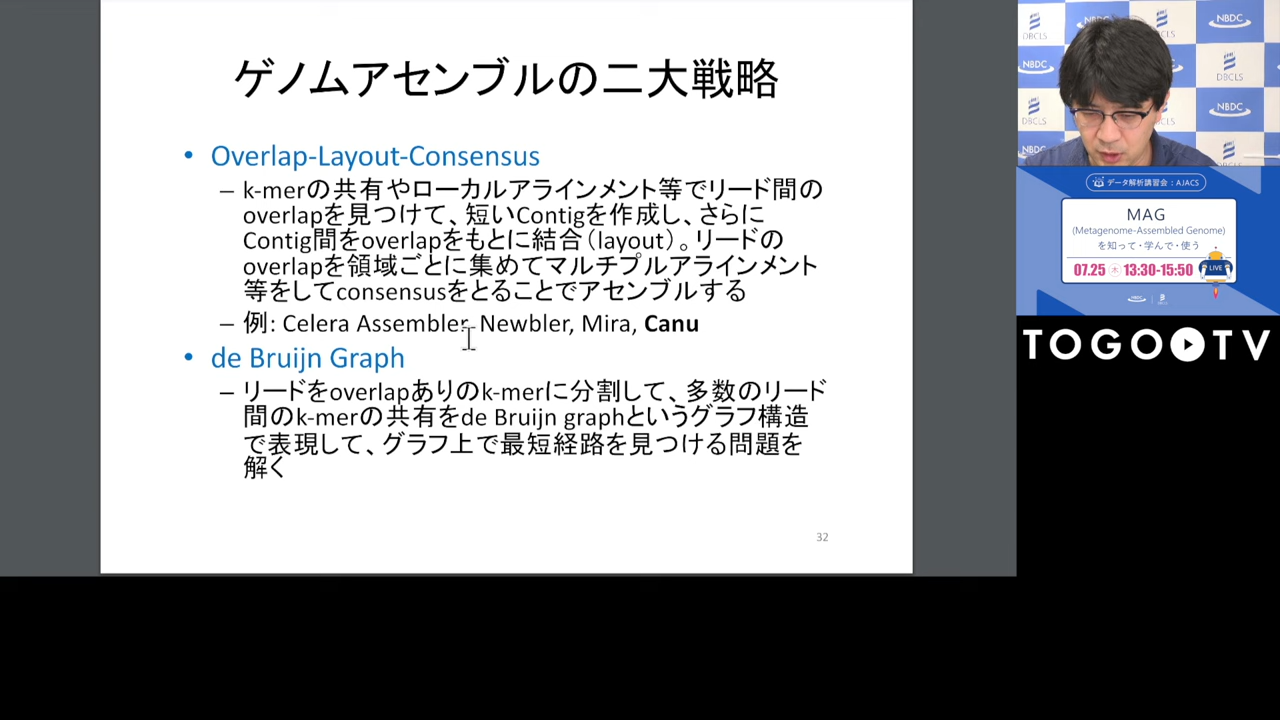 ゲノムアセンブルの二大戦略
• Overlap-Layout-Consensus
– k-merの共有やローカルアラインメント等でリード間の
overlapを見つけて、短いContigを作成し、さらに
Contig間をoverlapをもとに結合（layout）。リードの
overlapを領域ごとに集めてマルチプルアラインメント
等をしてconsensusをとることでアセンブルする
– 例: Celera Assembler, Newbler, Mira, Canu
• de Bruijn Graph
– リードをoverlapありのk-merに分割して、多数のリード
間のk-merの共有をde Bruijn graphというグラフ構造
で表現して、グラフ上で最短経路を見つける問題を
解く
32
NBDC
DBCLS
NBDC
DBCLS
NBDC
DBCLS
NBDC
DBCLS
NBDC
NBDC
データ解析講習会：AJACS
MAG
(Metagenome-Assembled Genome)
を知って・学んで・使う
07.25 木 13:30-15:50
LIVE
TOGO TV